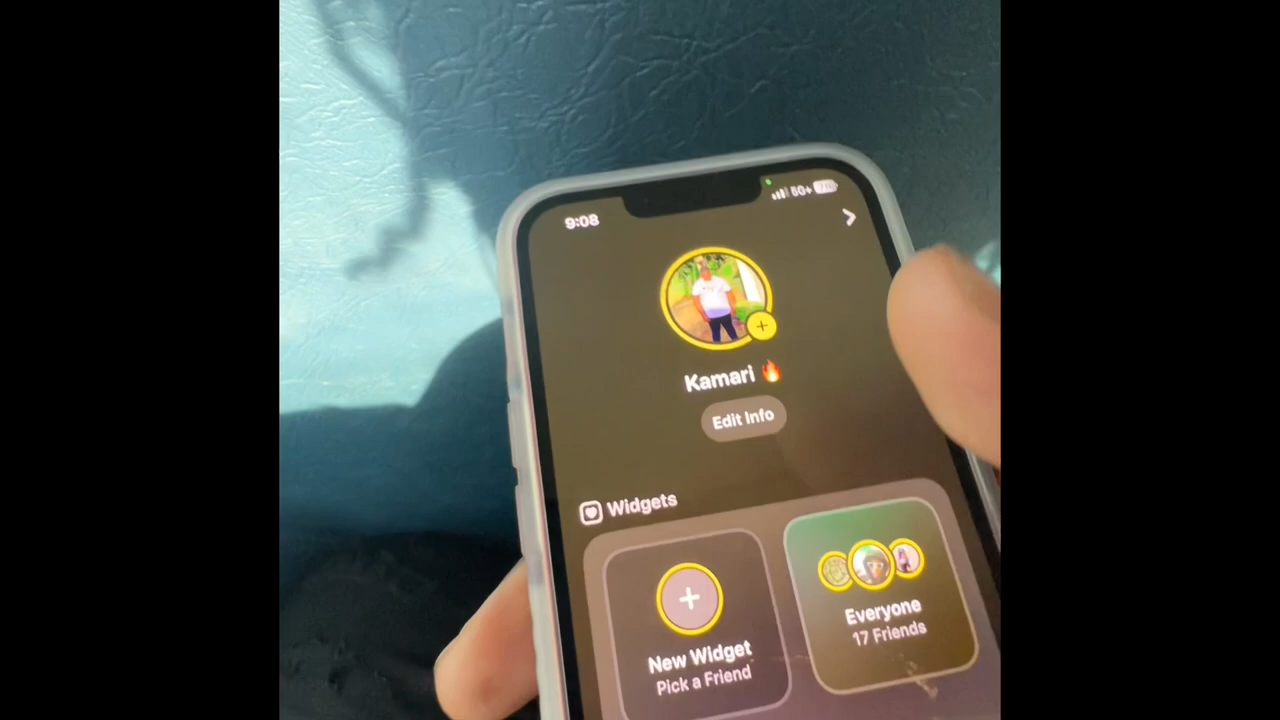 9:08
5G+
Kamari 🔥
Edit Info
Widgets
New Widget
Pick a Friend
Everyone
17 Friends